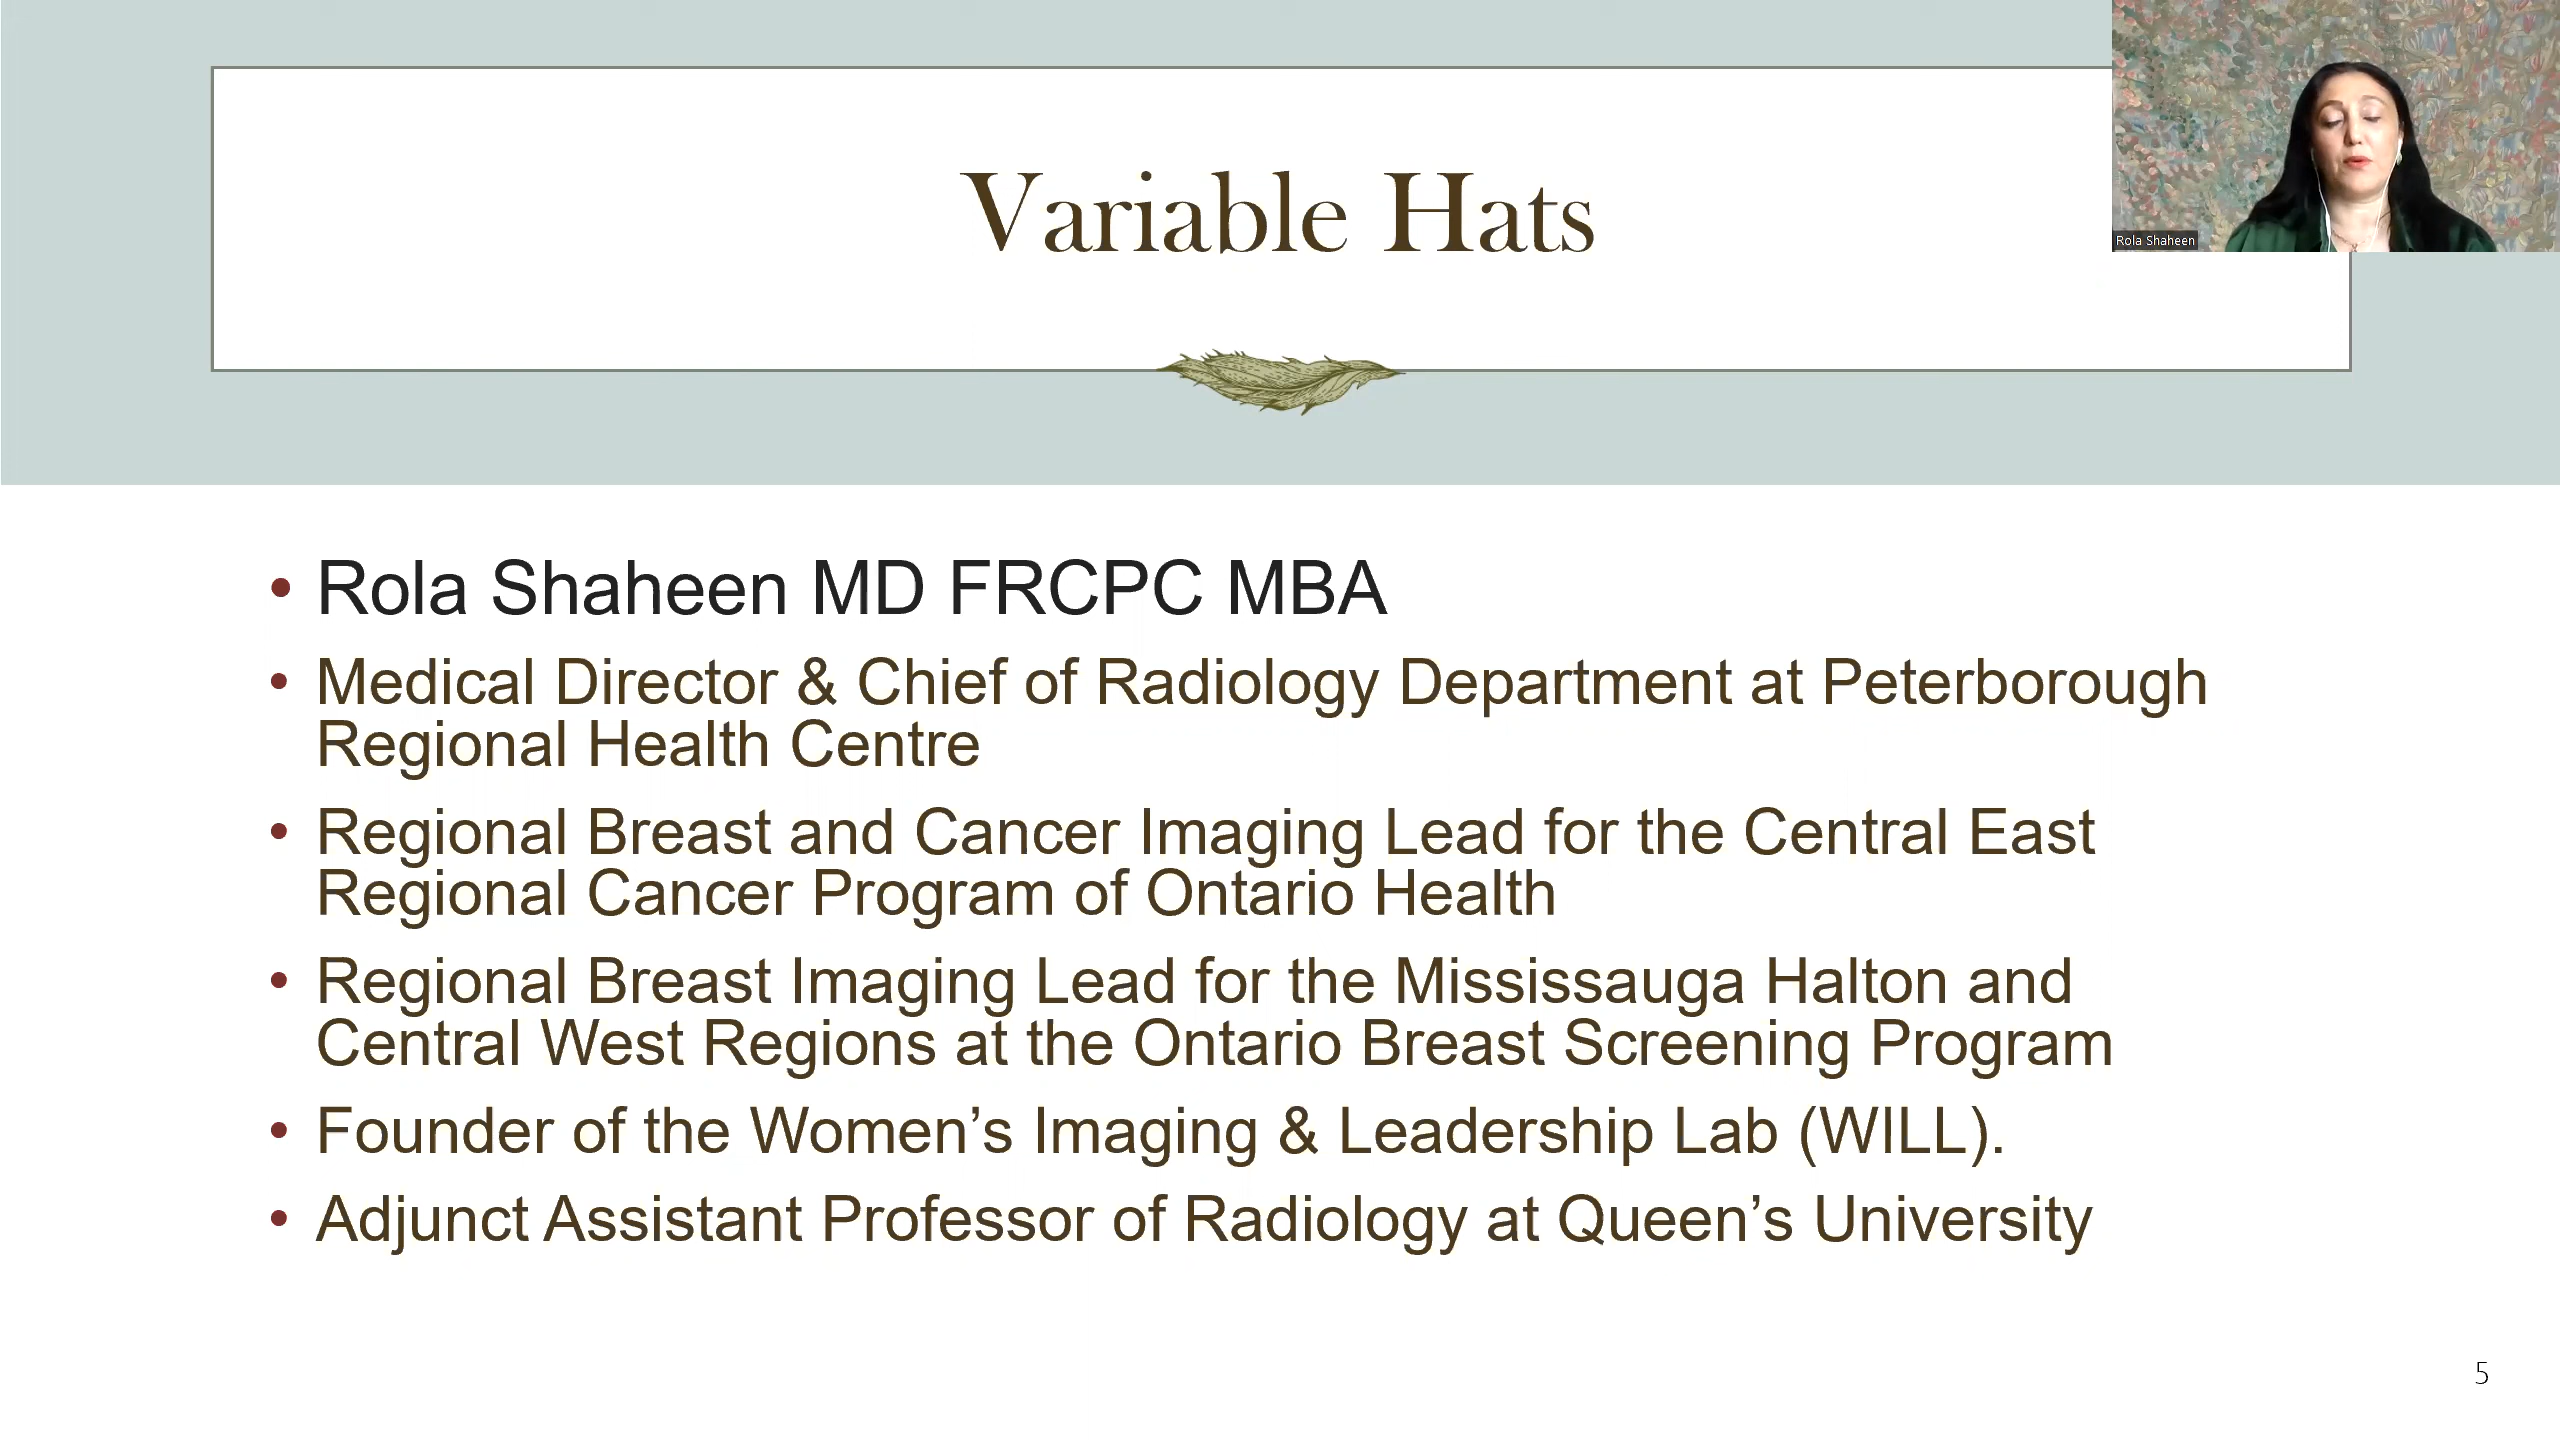 Variable Hats
Rola Shaheen
• Rola Shaheen MD FRCPC MBA
• Medical Director & Chief of Radiology Department at Peterborough
Regional Health Centre
• Regional Breast and Cancer Imaging Lead for the Central East
Regional Cancer Program of Ontario Health
• Regional Breast Imaging Lead for the Mississauga Halton and
Central West Regions at the Ontario Breast Screening Program
• Founder of the Women’s Imaging & Leadership Lab (WILL).
• Adjunct Assistant Professor of Radiology at Queen’s University
5